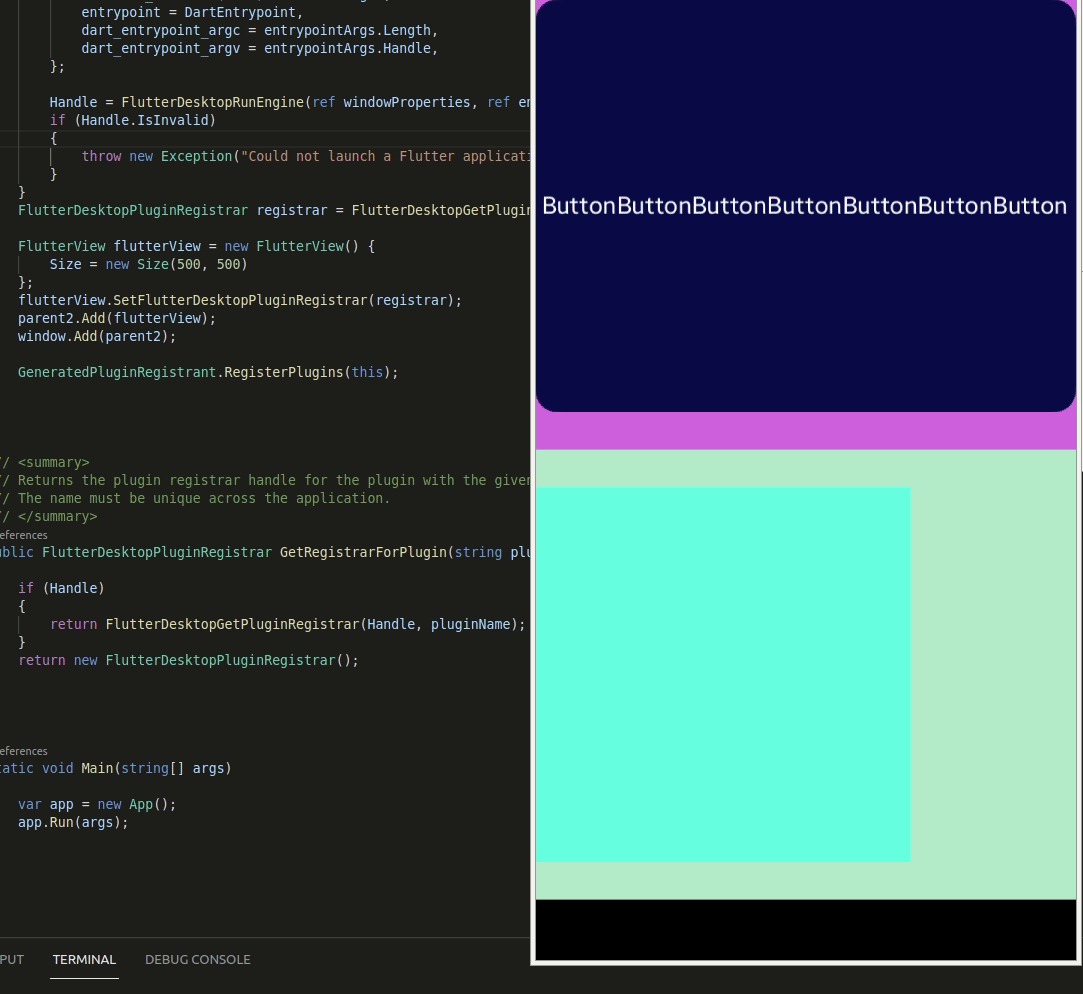 entrypoint = DartEntrypoint,
dart_entrypoint_argc = entrypointArgs.Length,
dart_entrypoint_argv = entrypointArgs.Handle,
};
Handle = FlutterDesktopRunEngine(ref windowProperties, ref en
if (Handle.IsInvalid)
{
throw new Exception("Could not launch a Flutter applicati
}
}
FlutterDesktopPluginRegistrar registrar = FlutterDesktopGetPlugin
FlutterView flutterView = new FlutterView() {
Size = new Size(500, 500)
};
flutterView.SetFlutterDesktopPluginRegistrar(registrar);
parent2.Add(flutterView);
window.Add(parent2);
GeneratedPluginRegistrant.RegisterPlugins(this);
// <summary>
// Returns the plugin registrar handle for the plugin with the given
// The name must be unique across the application.
// </summary>
eferences
ublic FlutterDesktopPluginRegistrar GetRegistrarForPlugin(string plu
if (Handle)
{
return FlutterDesktopGetPluginRegistrar(Handle, pluginName);
}
return new FlutterDesktopPluginRegistrar();
eferences
tatic void Main(string[] args)
var app = new App();
app.Run(args);
PUT TERMINAL DEBUG CONSOLE
ButtonButtonButtonButtonButtonButtonButton